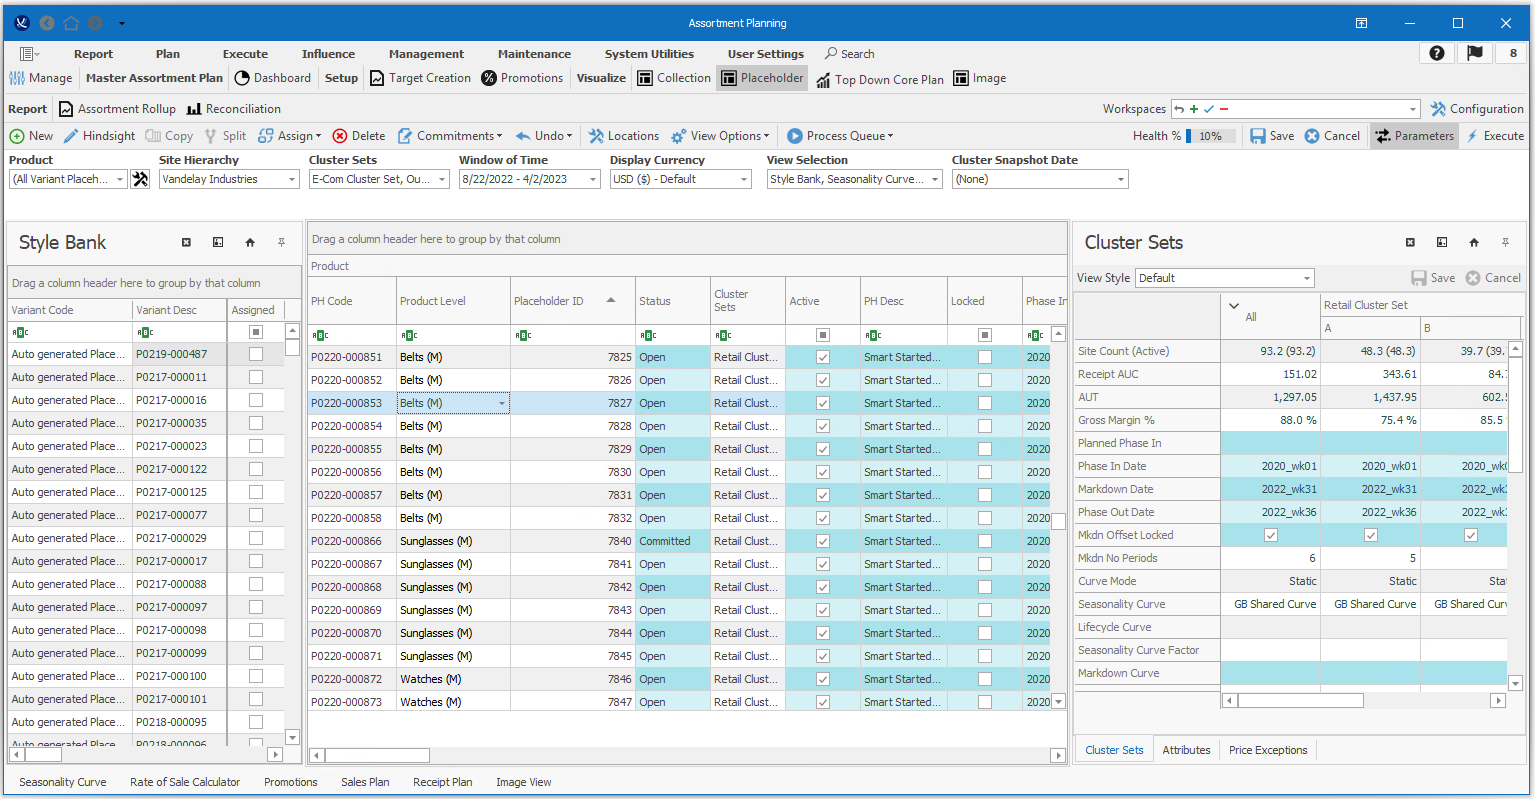 Assortment Planning
Report Plan Execute Influence Management Maintenance System Utilities User Settings Search
8
Manage Master Assortment Plan Dashboard Setup Target Creation Promotions Visualize Collection Placeholder Top Down Core Plan Image
Report Assortment Rollup Reconciliation Workspaces Configuration
New Hindsight Copy Split Assign Delete Commitments Undo Locations View Options Process Queue Health % 10% Save Cancel Parameters Execute
Product Site Hierarchy Cluster Sets Window of Time Display Currency View Selection Cluster Snapshot Date
(All Variant Placeh... Vandelay Industries E-Com Cluster Set, Ou... 8/22/2022 - 4/2/2023 USD ($) - Default Style Bank, Seasonality Curve... (None)
Style Bank
Drag a column header here to group by that column
Variant Code Variant Desc Assigned
Auto generated Place... P0219-000487
Auto generated Place... P0217-000011
Auto generated Place... P0217-000016
Auto generated Place... P0217-000035
Auto generated Place... P0217-000023
Auto generated Place... P0217-000122
Auto generated Place... P0217-000125
Auto generated Place... P0217-000077
Auto generated Place... P0217-000029
Auto generated Place... P0217-000017
Auto generated Place... P0217-000088
Auto generated Place... P0217-000097
Auto generated Place... P0217-000098
Auto generated Place... P0217-000099
Auto generated Place... P0217-000100
Auto generated Place... P0217-000101
Auto generated Place... P0218-000095
Auto generated Place... P0218-000096
Drag a column header here to group by that column
Product
PH Code Product Level Placeholder ID Status Cluster Sets Active PH Desc Locked Phase In
P0220-000851 Belts (M) 7825 Open Retail Clust... Smart Started... 2020
P0220-000852 Belts (M) 7826 Open Retail Clust... Smart Started... 2020
P0220-000853 Belts (M) 7827 Open Retail Clust... Smart Started... 2020
P0220-000854 Belts (M) 7828 Open Retail Clust... Smart Started... 2020
P0220-000855 Belts (M) 7829 Open Retail Clust... Smart Started... 2020
P0220-000856 Belts (M) 7830 Open Retail Clust... Smart Started... 2020
P0220-000857 Belts (M) 7831 Open Retail Clust... Smart Started... 2020
P0220-000858 Belts (M) 7832 Open Retail Clust... Smart Started... 2020
P0220-000866 Sunglasses (M) 7840 Committed Retail Clust... Smart Started... 2020
P0220-000867 Sunglasses (M) 7841 Open Retail Clust... Smart Started... 2020
P0220-000868 Sunglasses (M) 7842 Open Retail Clust... Smart Started... 2020
P0220-000869 Sunglasses (M) 7843 Open Retail Clust... Smart Started... 2020
P0220-000870 Sunglasses (M) 7844 Open Retail Clust... Smart Started... 2020
P0220-000871 Sunglasses (M) 7845 Open Retail Clust... Smart Started... 2020
P0220-000872 Watches (M) 7846 Open Retail Clust... Smart Started... 2020
P0220-000873 Watches (M) 7847 Open Retail Clust... Smart Started... 2020
Cluster Sets
View Style Default Save Cancel
All Retail Cluster Set
A B
Site Count (Active) 93.2 (93.2) 48.3 (48.3) 39.7 (39.
Receipt AUC 151.02 343.61 84.
AUT 1,297.05 1,437.95 602.
Gross Margin % 88.0 % 75.4 % 85.5
Planned Phase In
Phase In Date 2020_wk01 2020_wk01 2020_wk
Markdown Date 2022_wk31 2022_wk31 2022_wk
Phase Out Date 2022_wk36 2022_wk36 2022_wk
Mkdn Offset Locked
Mkdn No Periods 6 5
Curve Mode Static Static Stat
Seasonality Curve GB Shared Curve GB Shared Curve GB Shared Curv
Lifecycle Curve
Seasonality Curve Factor
Markdown Curve
Cluster Sets Attributes Price Exceptions
Seasonality Curve Rate of Sale Calculator Promotions Sales Plan Receipt Plan Image View